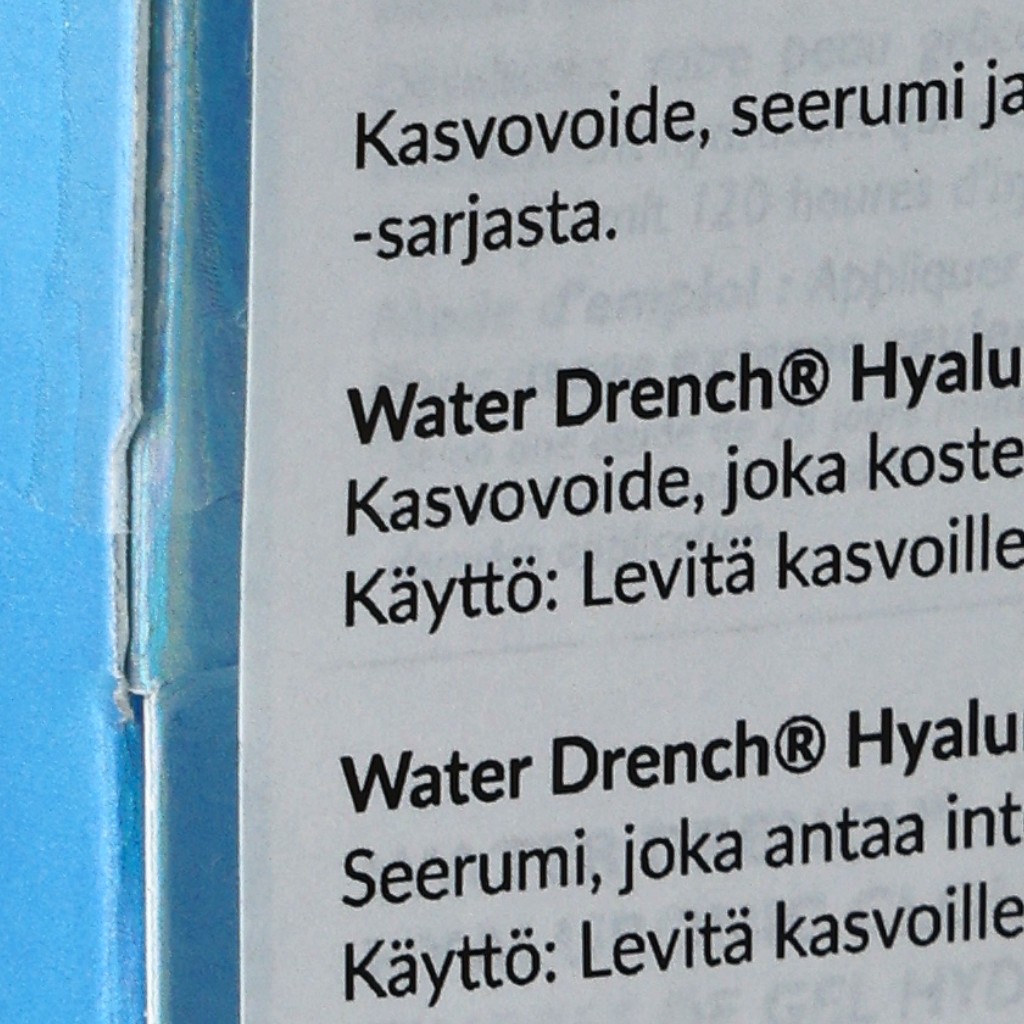 Kasvovoide, seerumi ja
-sarjasta.
Water Drench® Hyalu
Kasvovoide, joka koste
Käyttö: Levitä kasvoille
Water Drench® Hyalu
Seerumi, joka antaa int
Käyttö: Levitä kasvoille